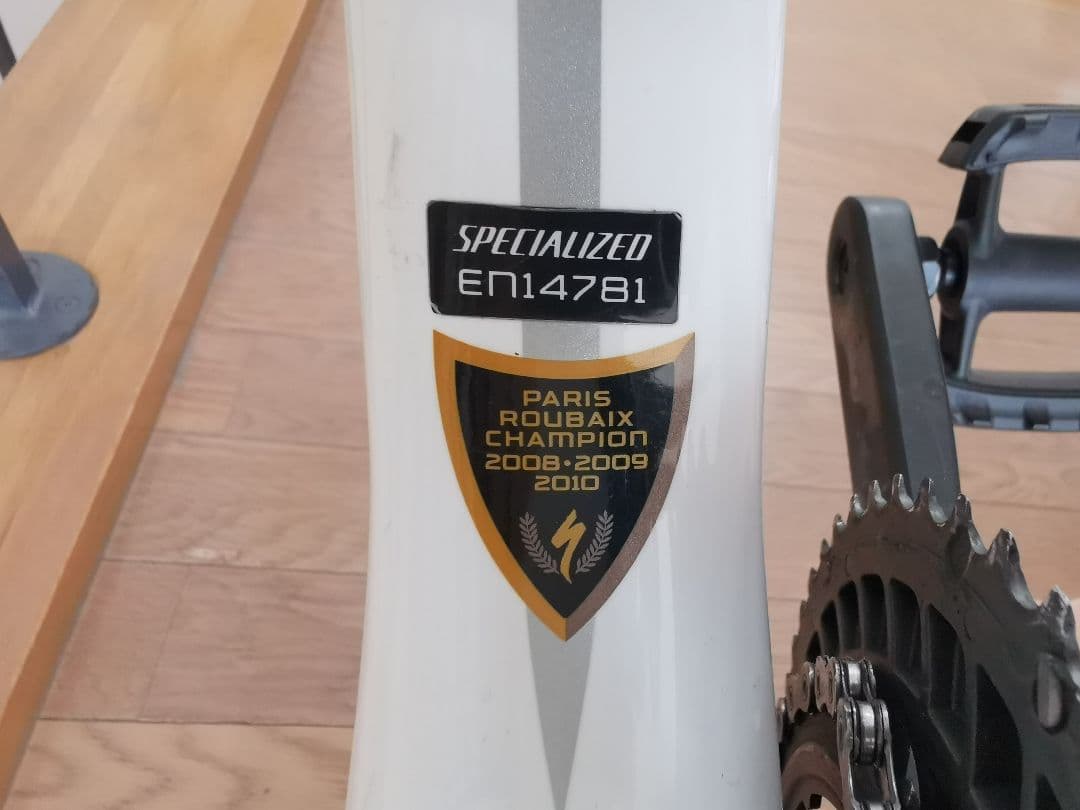 SPECIALIZED
EN14781
PARIS
ROUBAIX
CHAMPION
2008•2009
2010